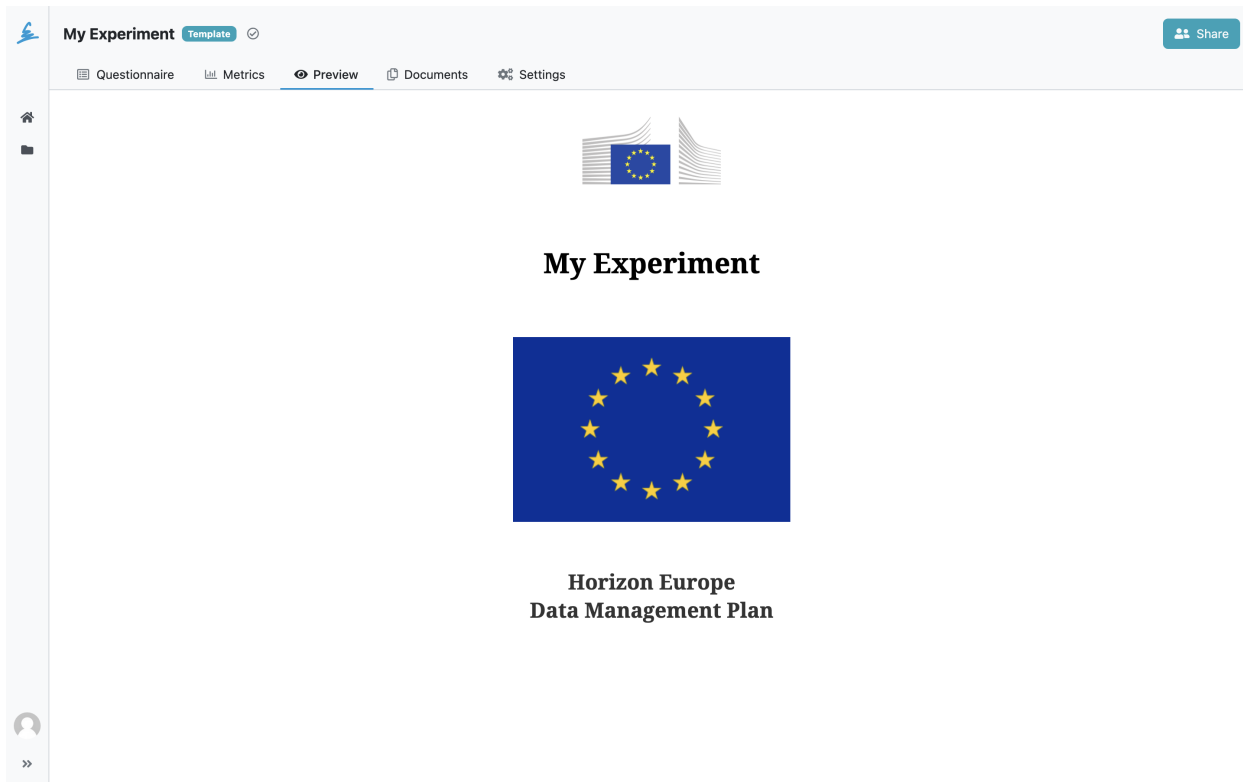 My Experiment Template
Share
Questionnaire Metrics Preview Documents Settings
My Experiment
Horizon Europe
Data Management Plan